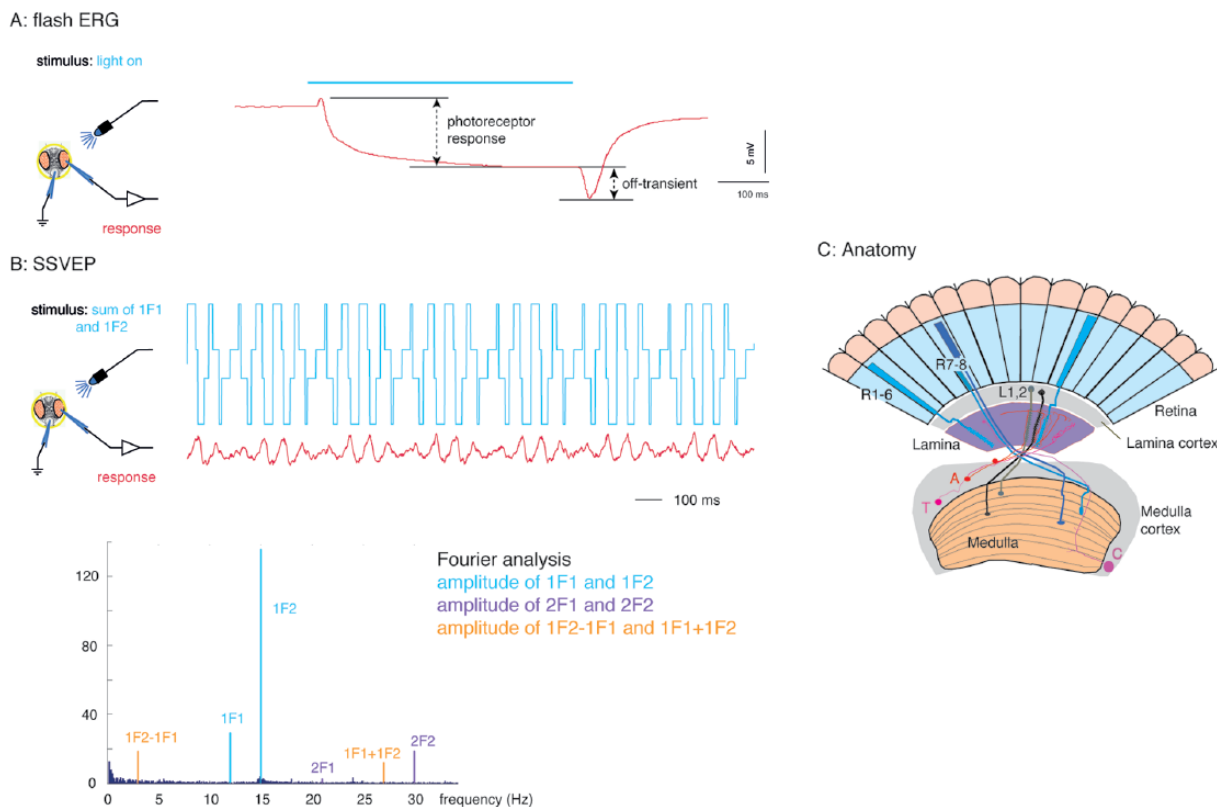 A: flash ERG
stimulus: light on
photoreceptor
response
off-transient
5 mV
100 ms
response
B: SSVEP
stimulus: sum of 1F1
and 1F2
response
100 ms
Fourier analysis
amplitude of 1F1 and 1F2
amplitude of 2F1 and 2F2
amplitude of 1F2-1F1 and 1F1+1F2
120
80
40
0
1F2
1F1
1F2-1F1
2F1
1F1+1F2
2F2
0 5 10 15 20 25 30 frequency (Hz)
C: Anatomy
R7-8
R1-6
L1,2
Retina
Lamina
Lamina cortex
A
T
Medulla
cortex
Medulla
C